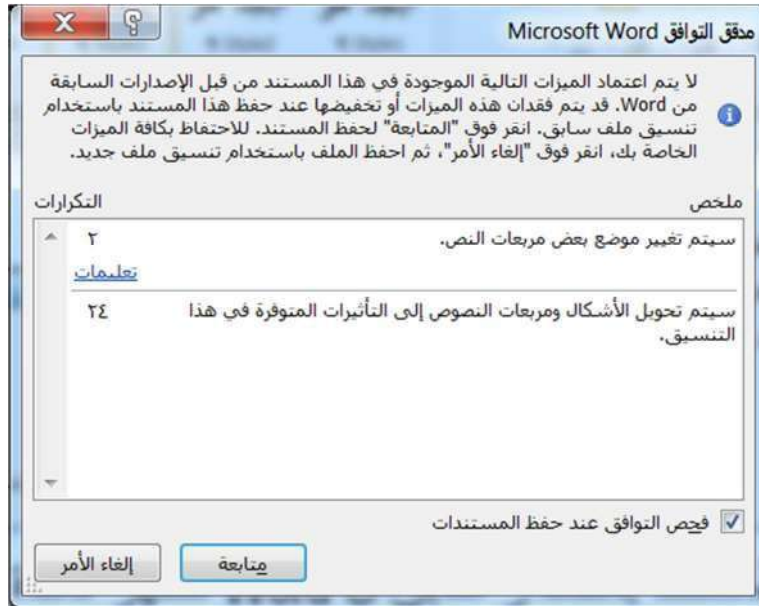 مدقق التوافق Microsoft Word
لا يتم اعتماد الميزات التالية الموجودة في هذا المستند من قبل الإصدارات السابقة
من Word. قد يتم فقدان هذه الميزات أو تخفيضها عند حفظ هذا المستند باستخدام
تنسيق ملف سابق. انقر فوق "المتابعة" لحفظ المستند. للاحتفاظ بكافة الميزات
الخاصة بك، انقر فوق "إلغاء الأمر"، ثم احفظ الملف باستخدام تنسيق ملف جديد.
ملخص التكرارات
سيتم تغيير موضع بعض مربعات النص. ٢
تعليمات
سيتم تحويل الأشكال ومربعات النصوص إلى التأثيرات المتوفرة في هذا ٢٤
التنسيق.
فحص التوافق عند حفظ المستندات
متابعة إلغاء الأمر